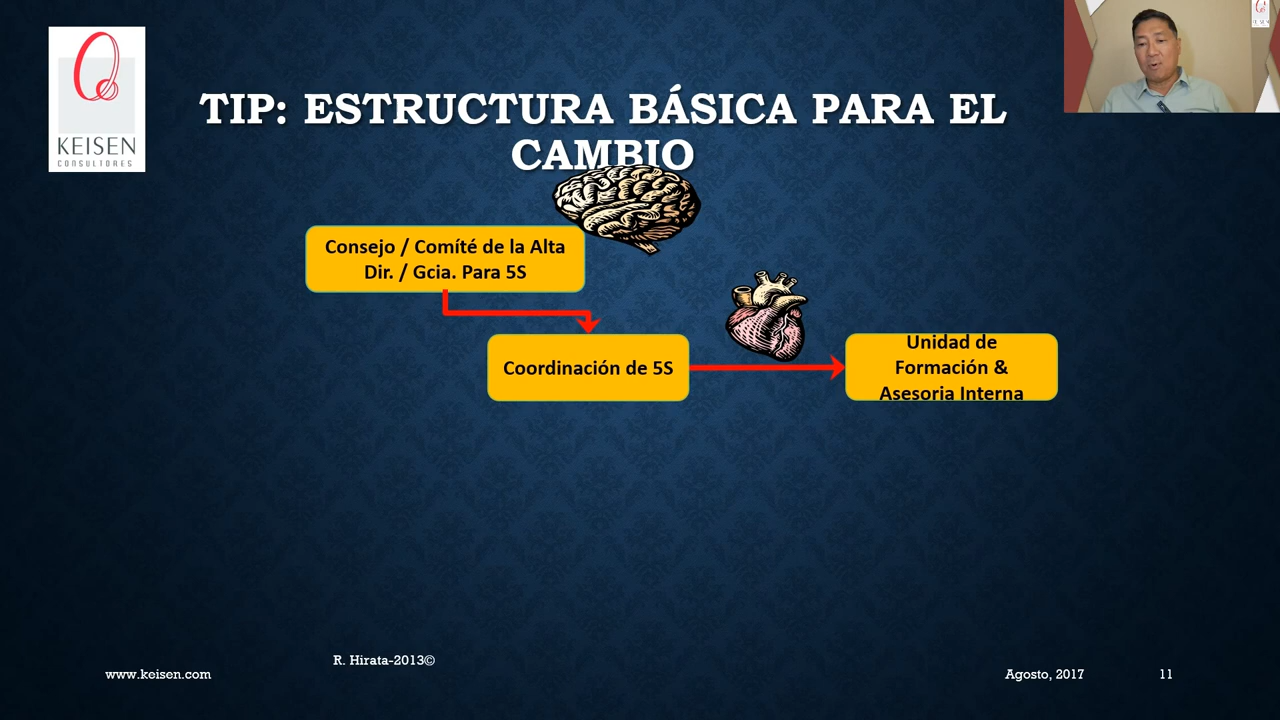 KEISEN
CONSULTORES
TIP: ESTRUCTURA BÁSICA PARA EL
CAMBIO
Consejo / Comíté de la Alta
Dir. / Gcia. Para 5S
Coordinación de 5S
Unidad de
Formación &
Asesoria Interna
R. Hirata-2013©
www.keisen.com
Agosto, 2017
11